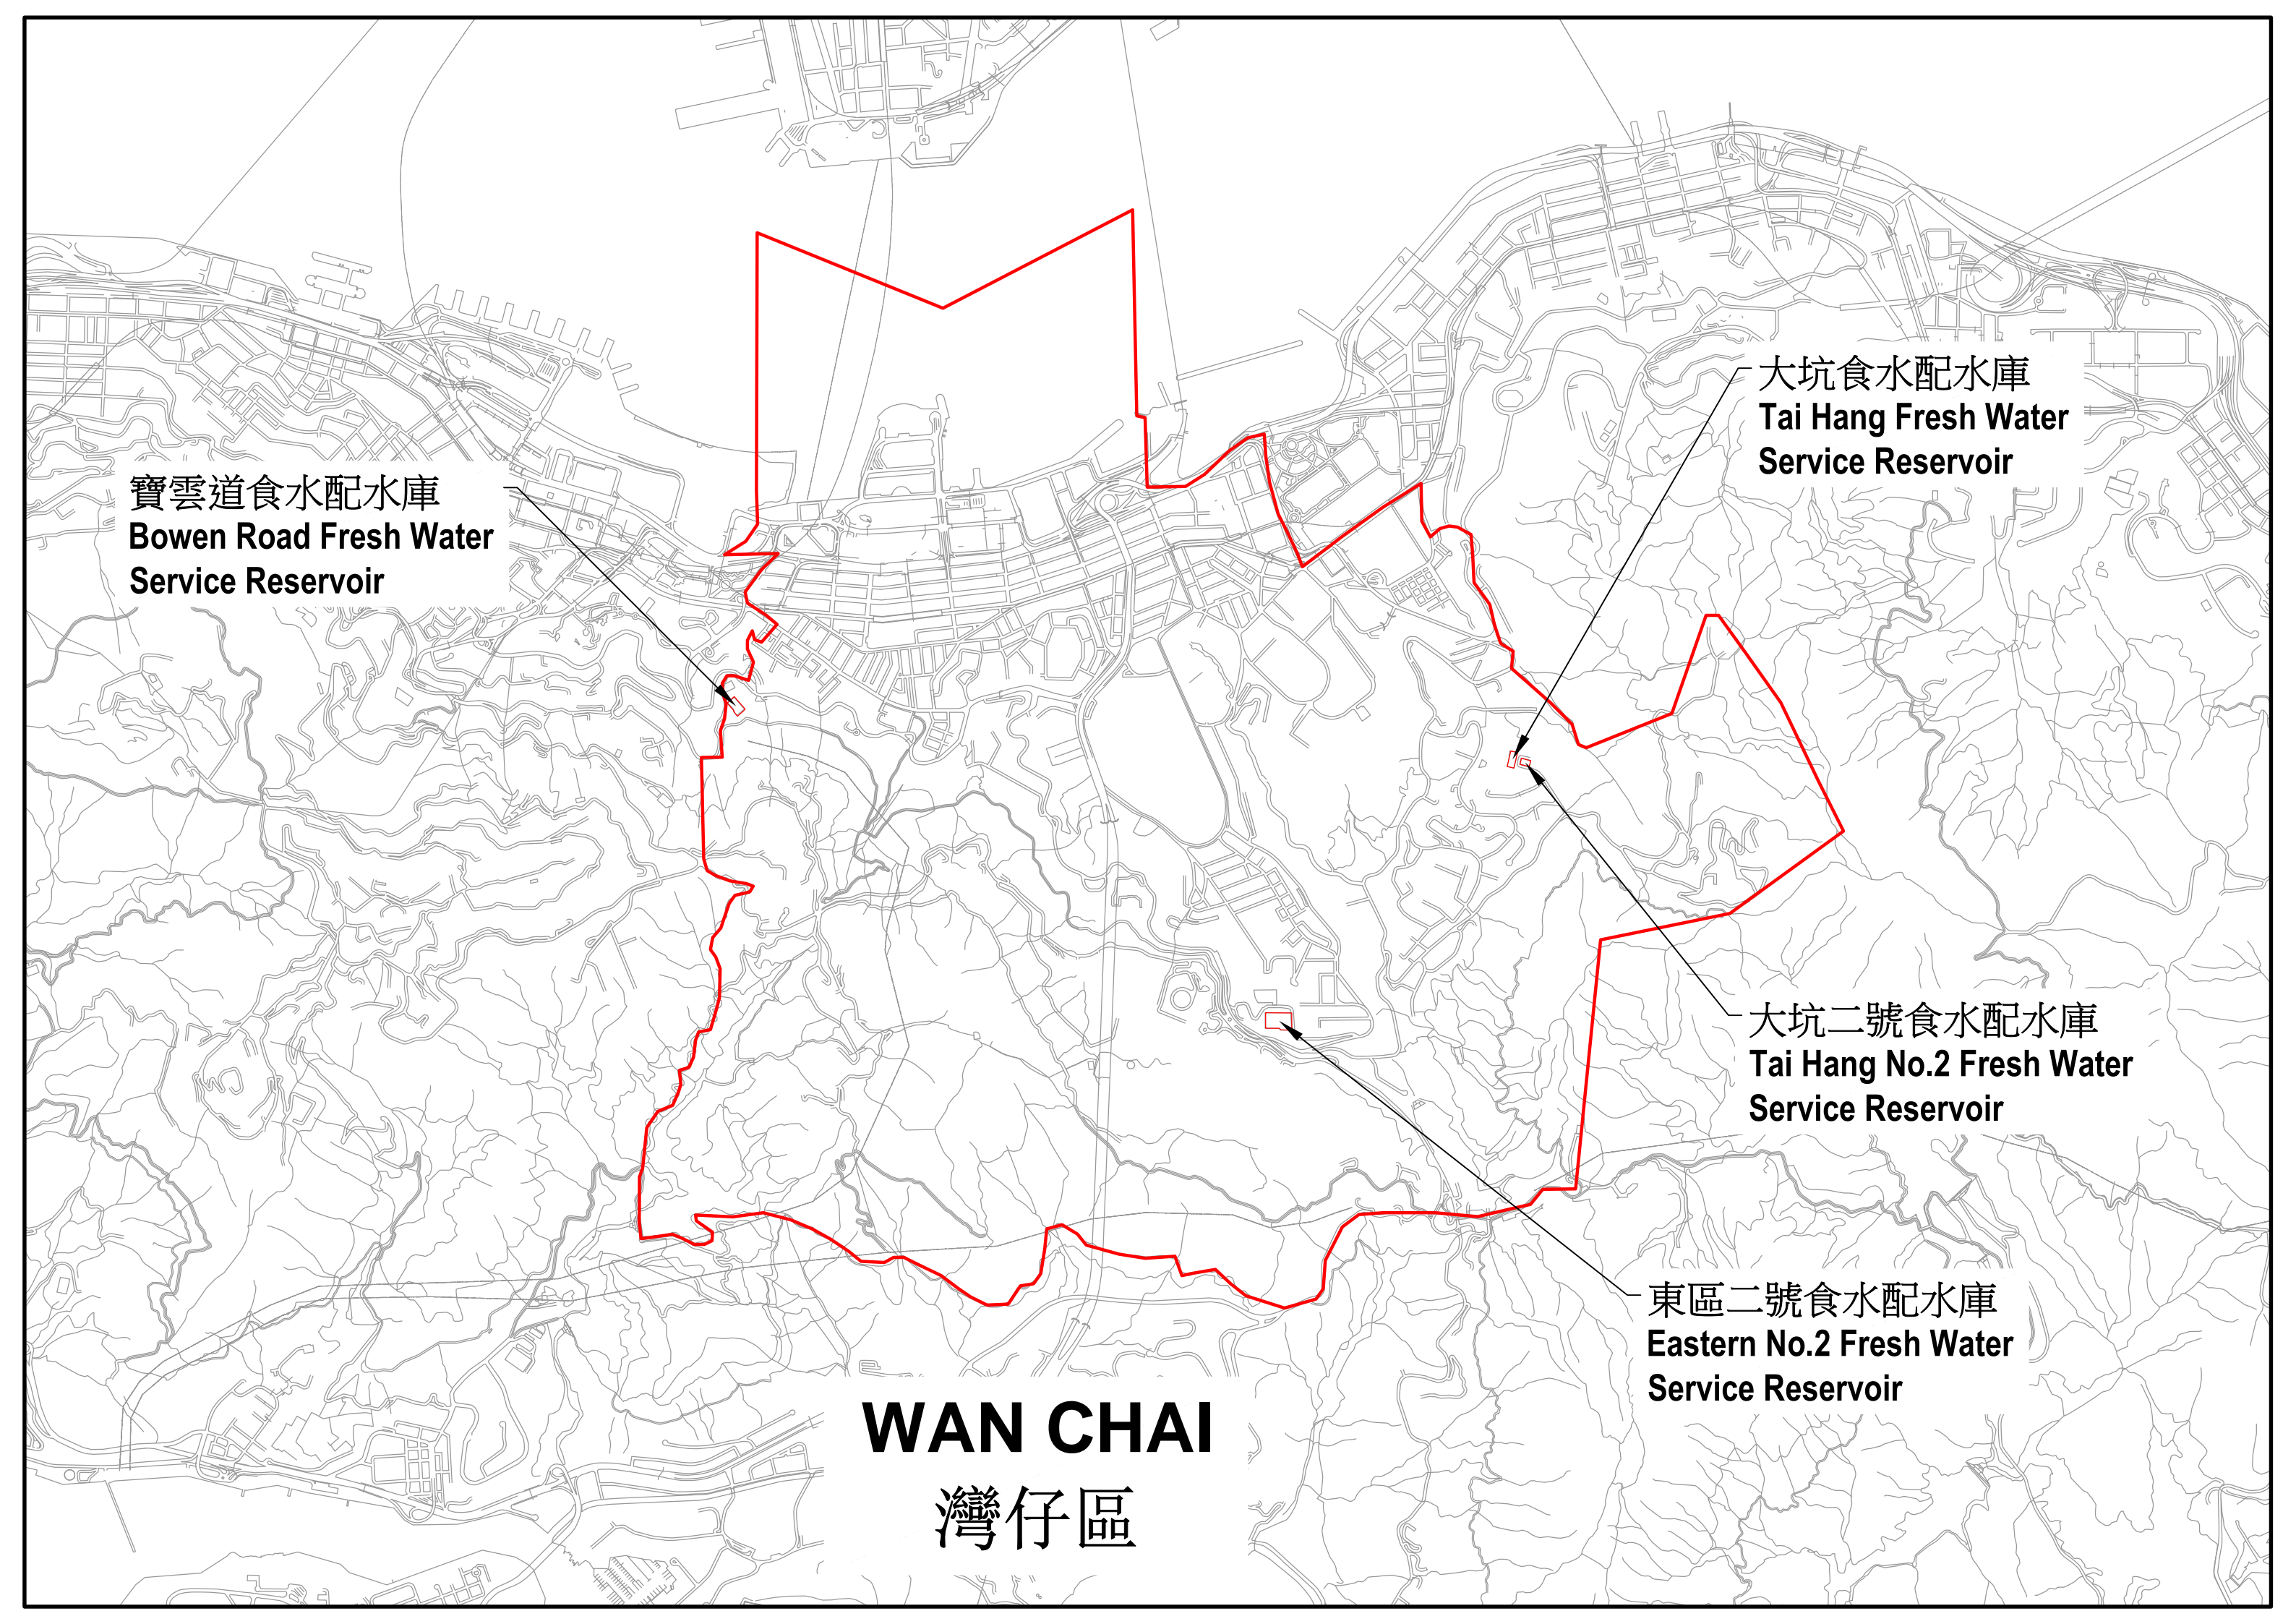 大坑食水配水庫
Tai Hang Fresh Water
Service Reservoir
寶雲道食水配水庫
Bowen Road Fresh Water
Service Reservoir
大坑二號食水配水庫
Tai Hang No.2 Fresh Water
Service Reservoir
東區二號食水配水庫
Eastern No.2 Fresh Water
Service Reservoir
WAN CHAI
灣仔區